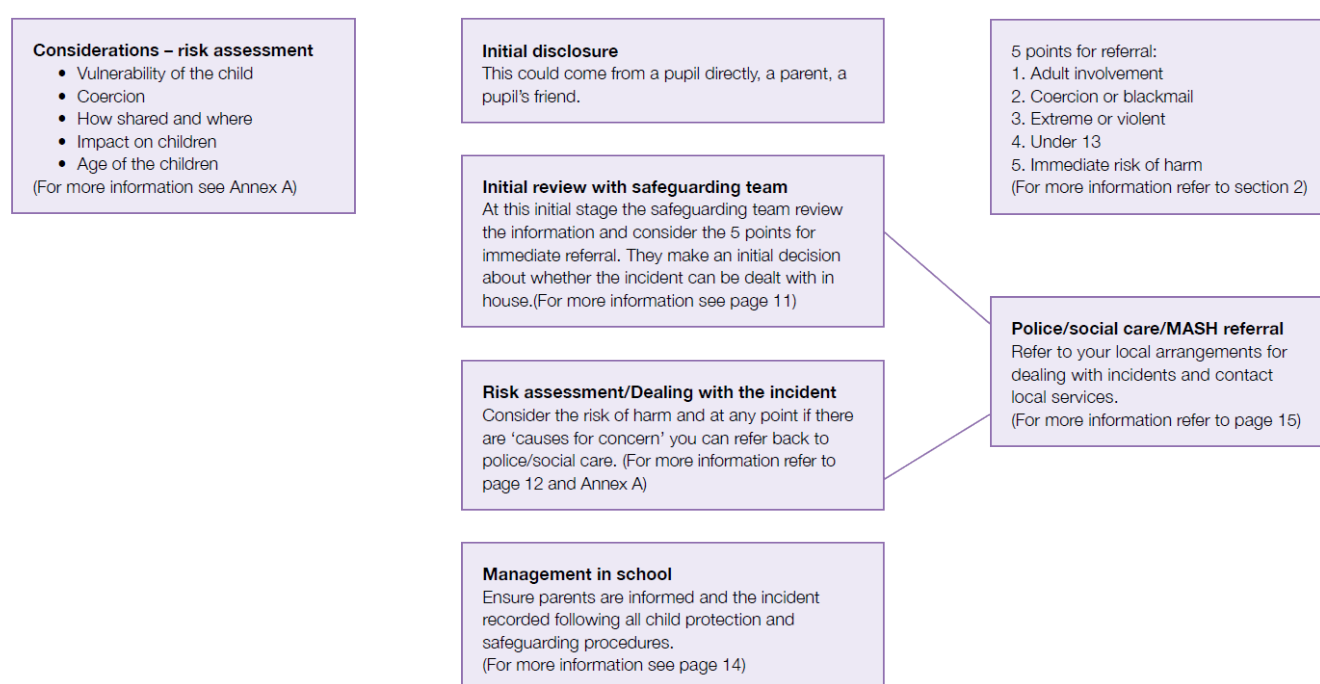 Considerations – risk assessment
• Vulnerability of the child
• Coercion
• How shared and where
• Impact on children
• Age of the children
(For more information see Annex A)
Initial disclosure
This could come from a pupil directly, a parent, a
pupil's friend.
Initial review with safeguarding team
At this initial stage the safeguarding team review
the information and consider the 5 points for
immediate referral. They make an initial decision
about whether the incident can be dealt with in
house.(For more information see page 11)
Risk assessment/Dealing with the incident
Consider the risk of harm and at any point if there
are 'causes for concern' you can refer back to
police/social care. (For more information refer to
page 12 and Annex A)
Management in school
Ensure parents are informed and the incident
recorded following all child protection and
safeguarding procedures.
(For more information see page 14)
5 points for referral:
1. Adult involvement
2. Coercion or blackmail
3. Extreme or violent
4. Under 13
5. Immediate risk of harm
(For more information refer to section 2)
Police/social care/MASH referral
Refer to your local arrangements for
dealing with incidents and contact
local services.
(For more information refer to page 15)